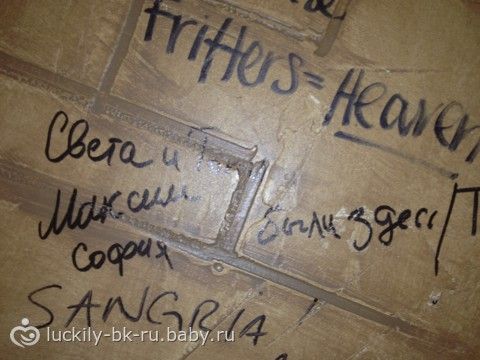 Fritters = Heaven
Света и
Максим
были здесь
София
SANGRIA
luckily-bk-ru.baby.ru